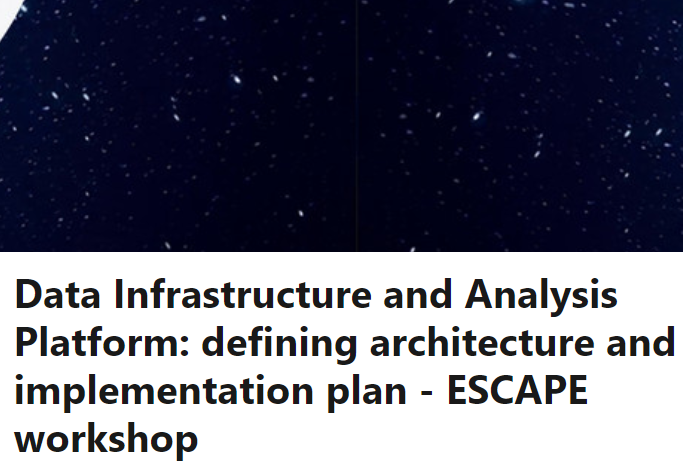 Data Infrastructure and Analysis
Platform: defining architecture and
implementation plan - ESCAPE
workshop